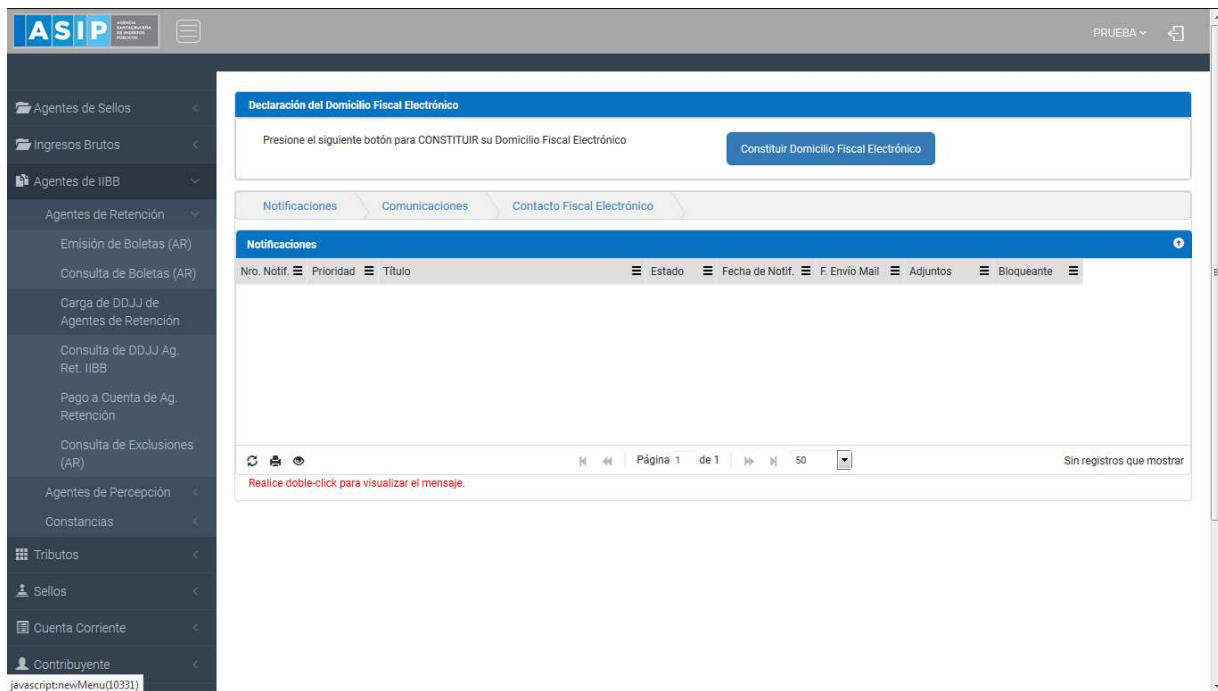 ASIP
AGENCIA
SANTACRUCEÑA
DE INGRESOS
PÚBLICOS
PRUEBA
Agentes de Sellos
Ingresos Brutos
Agentes de IIBB
Agentes de Retención
Emisión de Boletas (AR)
Consulta de Boletas (AR)
Carga de DDJJ de
Agentes de Retención
Consulta de DDJJ Ag.
Ret. IIBB
Pago a Cuenta de Ag.
Retención
Consulta de Exclusiones
(AR)
Agentes de Percepción
Constancias
Tributos
Sellos
Cuenta Corriente
Contribuyente
javascript:newMenu(10331)
Declaración del Domicilio Fiscal Electrónico
Presione el siguiente botón para CONSTITUIR su Domicilio Fiscal Electrónico
Constituir Domicilio Fiscal Electrónico
Notificaciones Comunicaciones Contacto Fiscal Electrónico
Notificaciones
Nro. Notif. Prioridad Título Estado Fecha de Notif. F. Envío Mail Adjuntos Bloqueante
Página 1 de 1 50 Sin registros que mostrar
Realice doble-click para visualizar el mensaje.